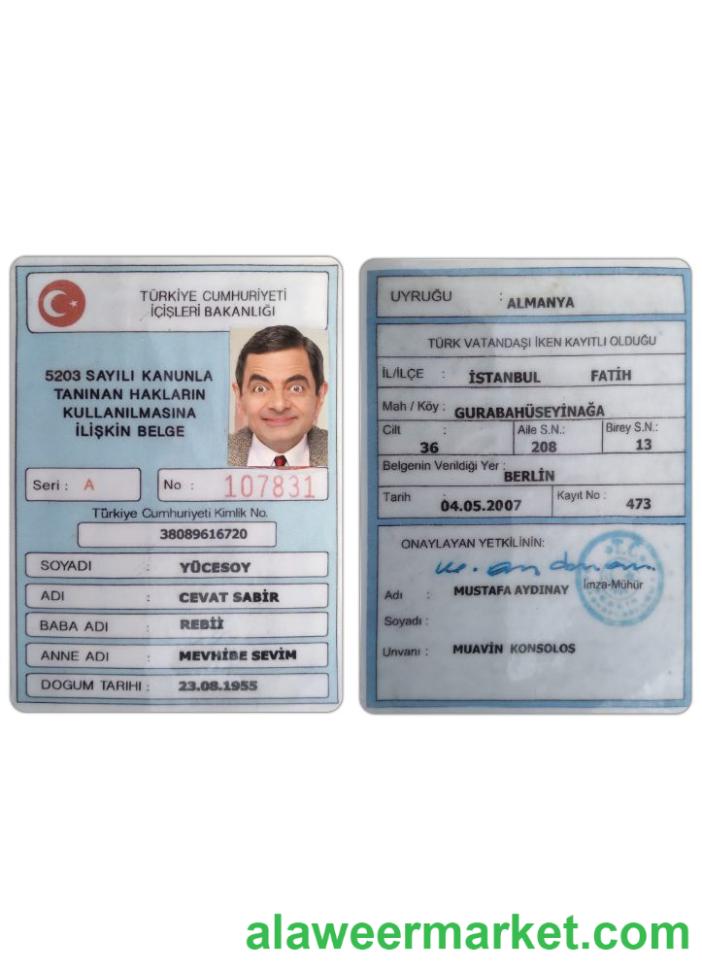 TÜRKİYE CUMHURİYETİ
İÇİŞLERİ BAKANLIĞI
5203 SAYILI KANUNLA
TANINAN HAKLARIN
KULLANILMASINA
İLİŞKİN BELGE
Seri : A No : 107831
Türkiye Cumhuriyeti Kimlik No.
38089616720
SOYADI : YÜCESOY
ADI : CEVAT SABİR
BABA ADI : REBİİ
ANNE ADI : MEVHİBE SEVİM
DOGUM TARIHI : 23.08.1955
UYRUĞU : ALMANYA
TÜRK VATANDAŞI İKEN KAYITLI OLDUĞU
İL/İLÇE : İSTANBUL FATİH
Mah / Köy : GURABAHÜSEYİNAĞA
Cilt : 36 Aile S.N.: 208 Birey S.N.: 13
Belgenin Verildiği Yer : BERLİN
Tarih : 04.05.2007 Kayıt No : 473
ONAYLAYAN YETKİLİNİN:
T.C.
Adı : MUSTAFA AYDINAY İmza-Mühür
Soyadı :
Unvanı : MUAVİN KONSOLOS
alaweermarket.com